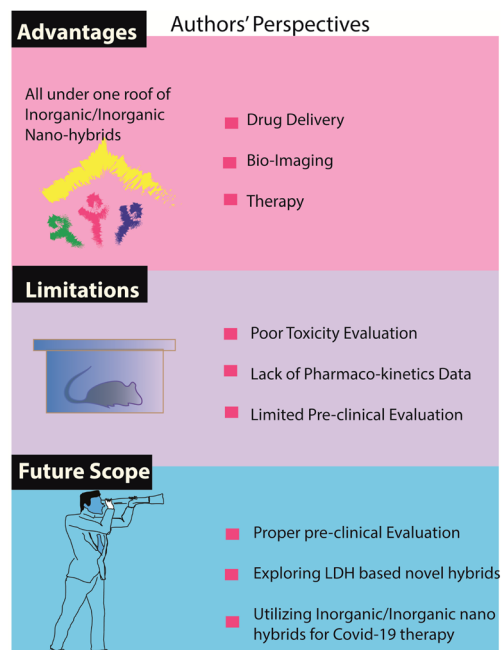 Authors' Perspectives
Advantages
All under one roof of
Inorganic/Inorganic
Nano-hybrids
Drug Delivery
Bio-Imaging
Therapy
Limitations
Poor Toxicity Evaluation
Lack of Pharmaco-kinetics Data
Limited Pre-clinical Evaluation
Future Scope
Proper pre-clinical Evaluation
Exploring LDH based novel hybrids
Utilizing Inorganic/Inorganic nano
hybrids for Covid-19 therapy